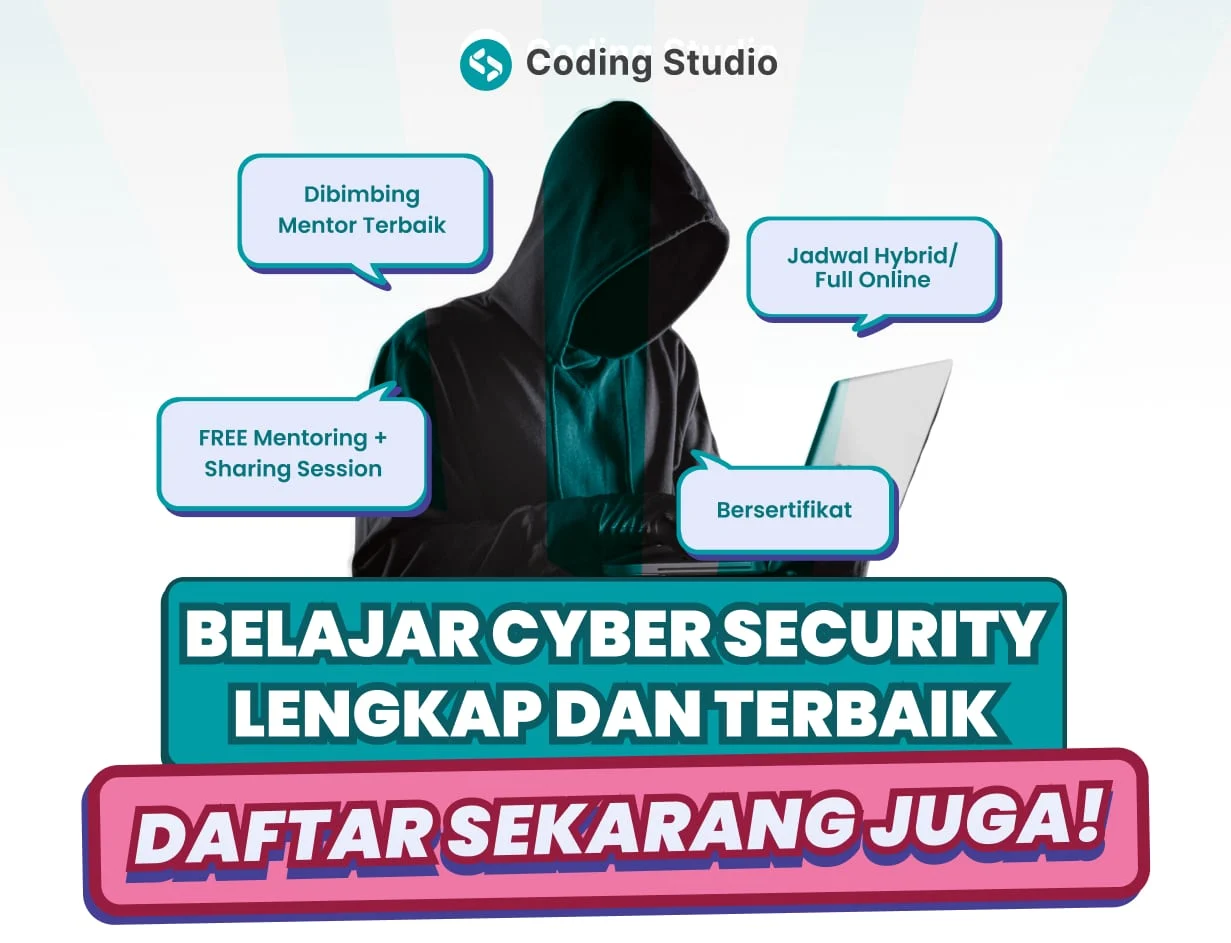 Coding Studio
Dibimbing
Mentor Terbaik
Jadwal Hybrid/
Full Online
FREE Mentoring +
Sharing Session
Bersertifikat
BELAJAR CYBER SECURITY
LENGKAP DAN TERBAIK
DAFTAR SEKARANG JUGA!